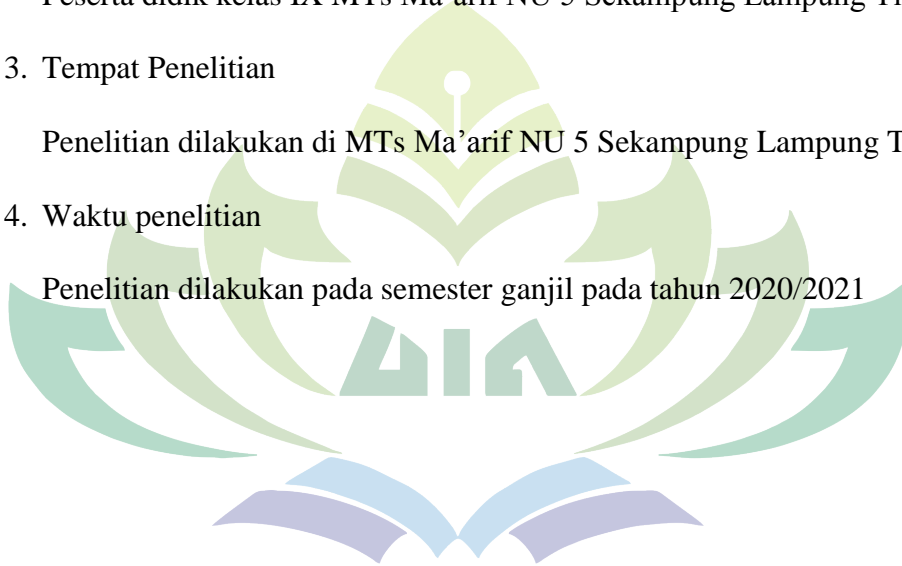 Peserta didik kelas IX MTs Ma'arif NU 5 Sekampung Lampung
3. Tempat Penelitian
Penelitian dilakukan di MTs Ma’arif NU 5 Sekampung Lampung T
4. Waktu penelitian
Penelitian dilakukan pada semester ganjil pada tahun 2020/2021
UIN